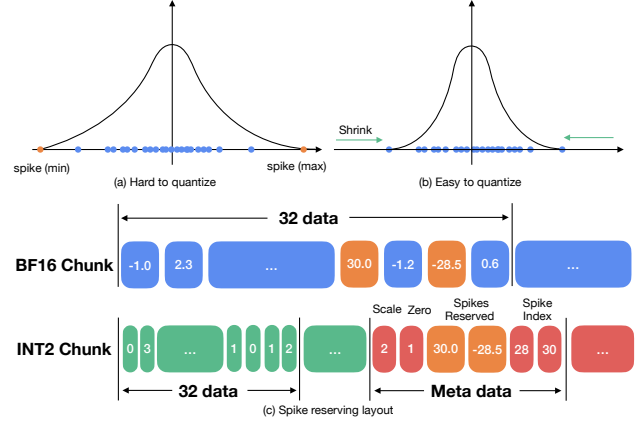 Shrink
spike (min)
spike (max)
(a) Hard to quantize
(b) Easy to quantize
32 data
BF16 Chunk
-1.0 2.3 ... 30.0 -1.2 -28.5 0.6 ...
Scale Zero Spikes Reserved Spike Index
INT2 Chunk
0 3 ... 1 0 1 2 ... 2 1 30.0 -28.5 28 30 ...
32 data
Meta data
(c) Spike reserving layout